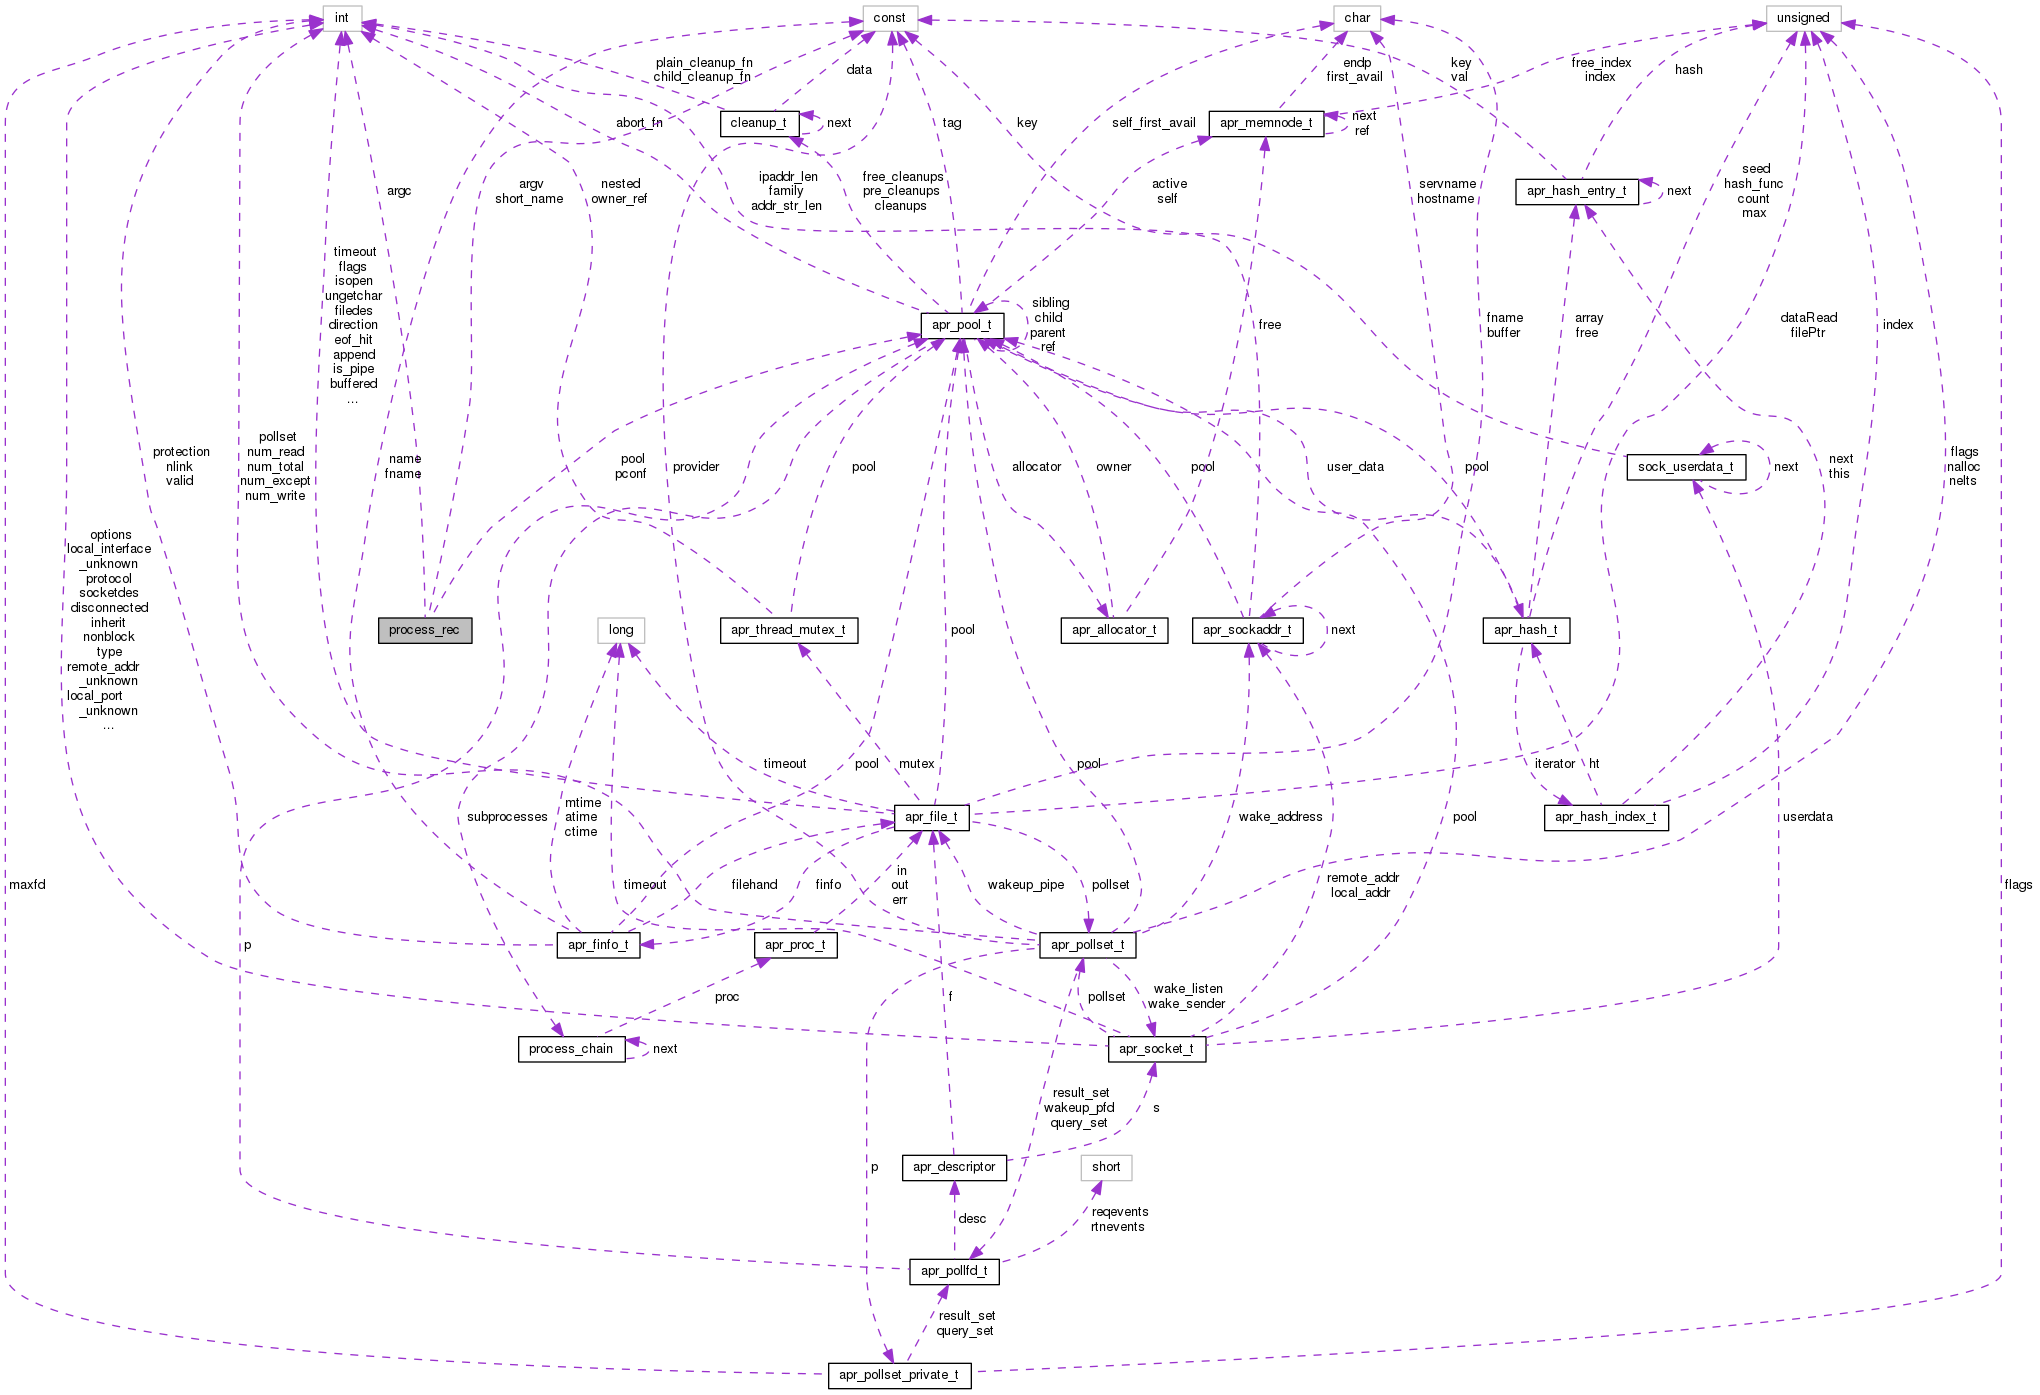 int
const
char
unsigned
plain_cleanup_fn
child_cleanup_fn
data
endp
first_avail
key
val
free_index
index
hash
cleanup_t
next
apr_memnode_t
next
ref
abort_fn
tag
key
self_first_avail
argc
argv
short_name
nested
owner_ref
ipaddr_len
family
addr_str_len
free_cleanups
pre_cleanups
cleanups
active
self
servname
hostname
apr_hash_entry_t
next
seed
hash_func
count
max
timeout
flags
isopen
ungetchar
filedes
direction
eof_hit
append
is_pipe
buffered
...
apr_pool_t
sibling
child
parent
ref
free
fname
buffer
array
free
dataRead
filePtr
index
protection
nlink
valid
pollset
num_read
num_total
num_except
num_write
name
fname
pool
pconf
provider
pool
allocator
owner
pool
user_data
pool
sock_userdata_t
next
next
this
flags
nalloc
nelts
options
local_interface
_unknown
protocol
socketdes
disconnected
inherit
nonblock
type
remote_addr
_unknown
local_port
_unknown
...
process_rec
long
apr_thread_mutex_t
pool
apr_allocator_t
apr_sockaddr_t
next
apr_hash_t
subprocesses
mtime
atime
ctime
timeout
pool
mutex
apr_file_t
pool
wake_address
pool
iterator
ht
apr_hash_index_t
userdata
maxfd
p
timeout
filehand
finfo
in
out
err
wakeup_pipe
pollset
remote_addr
local_addr
flags
apr_finfo_t
apr_proc_t
apr_pollset_t
proc
f
pollset
wake_listen
wake_sender
process_chain
next
apr_socket_t
result_set
wakeup_pfd
query_set
s
p
apr_descriptor
short
desc
reqevents
rtnevents
apr_pollfd_t
result_set
query_set
apr_pollset_private_t